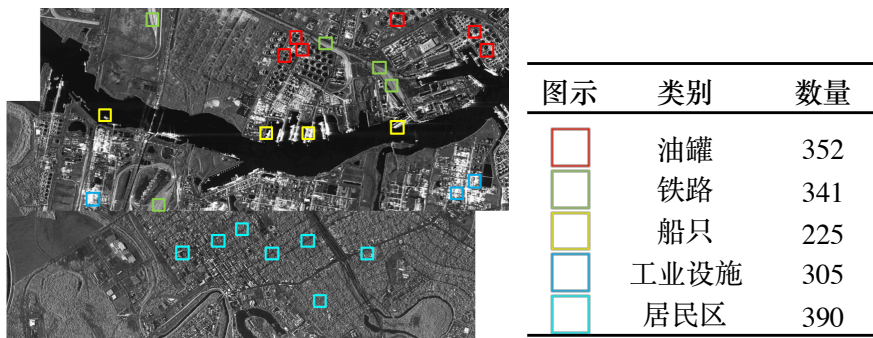 图示 类别 数量
油罐 352
铁路 341
船只 225
工业设施 305
居民区 390